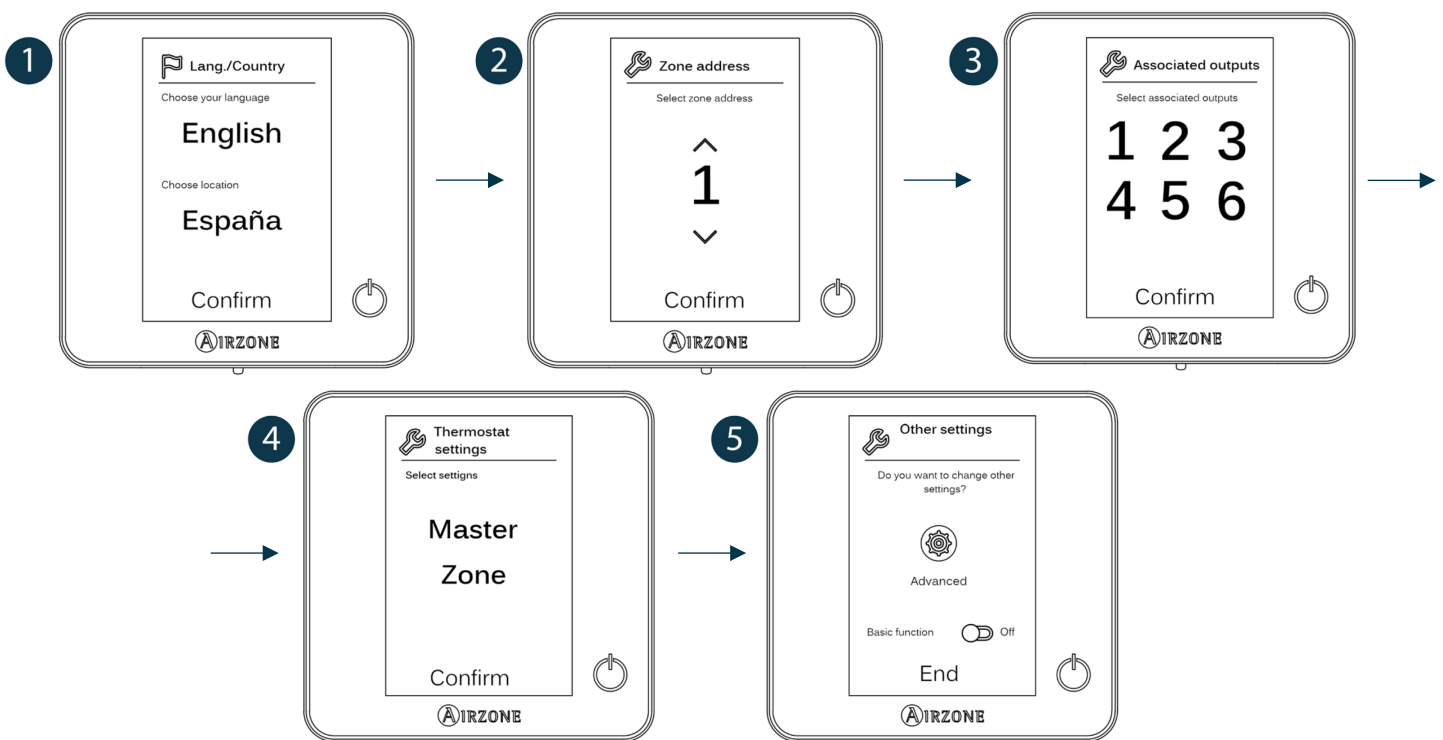 1
Lang./Country
Choose your language
English
Choose location
España
Confirm
AIRZONE
2
Zone address
Select zone address
1
Confirm
AIRZONE
3
Associated outputs
Select associated outputs
1 2 3
4 5 6
Confirm
AIRZONE
4
Thermostat
settings
Select settigns
Master
Zone
Confirm
AIRZONE
5
Other settings
Do you want to change other
settings?
Advanced
Basic function Off
End
AIRZONE